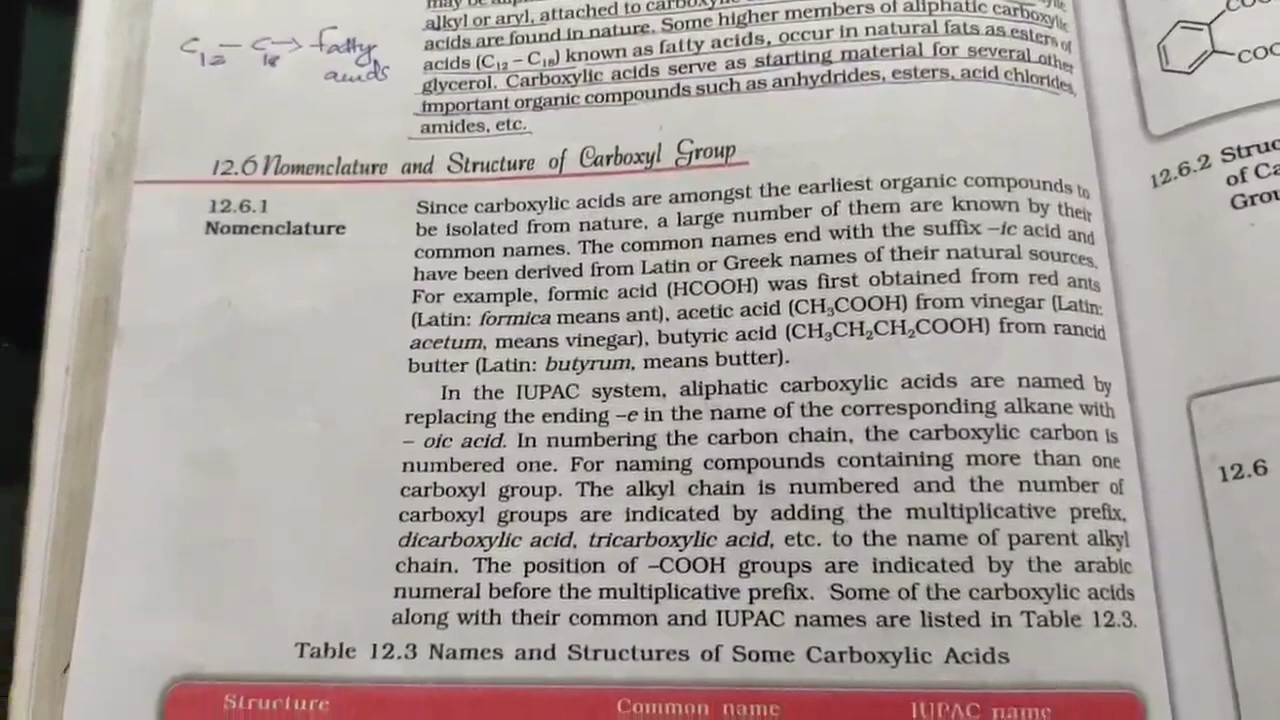 C12 – C18 → fatty
acids
alkyl or aryl, attached to
acids are found in nature. Some higher members of aliphatic carboxylic
acids (C₁₂ – C₁₈) known as fatty acids, occur in natural fats as esters of
glycerol. Carboxylic acids serve as starting material for several other
important organic compounds such as anhydrides, esters, acid chlorides,
amides, etc.
12.6 Nomenclature and Structure of Carboxyl Group
12.6.1
Nomenclature
Since carboxylic acids are amongst the earliest organic compounds to
be isolated from nature, a large number of them are known by their
common names. The common names end with the suffix –ic acid and
have been derived from Latin or Greek names of their natural sources.
For example, formic acid (HCOOH) was first obtained from red ants
(Latin: formica means ant), acetic acid (CH₃COOH) from vinegar (Latin:
acetum, means vinegar), butyric acid (CH₃CH₂CH₂COOH) from rancid
butter (Latin: butyrum, means butter).
In the IUPAC system, aliphatic carboxylic acids are named by
replacing the ending –e in the name of the corresponding alkane with
– oic acid. In numbering the carbon chain, the carboxylic carbon is
numbered one. For naming compounds containing more than one
carboxyl group. The alkyl chain is numbered and the number of
carboxyl groups are indicated by adding the multiplicative prefix,
dicarboxylic acid, tricarboxylic acid, etc. to the name of parent alkyl
chain. The position of –COOH groups are indicated by the arabic
numeral before the multiplicative prefix. Some of the carboxylic acids
along with their common and IUPAC names are listed in Table 12.3.
Table 12.3 Names and Structures of Some Carboxylic Acids
Structure Common name IUPAC name
12.6.2 Struc
of Ca
Grou
12.6